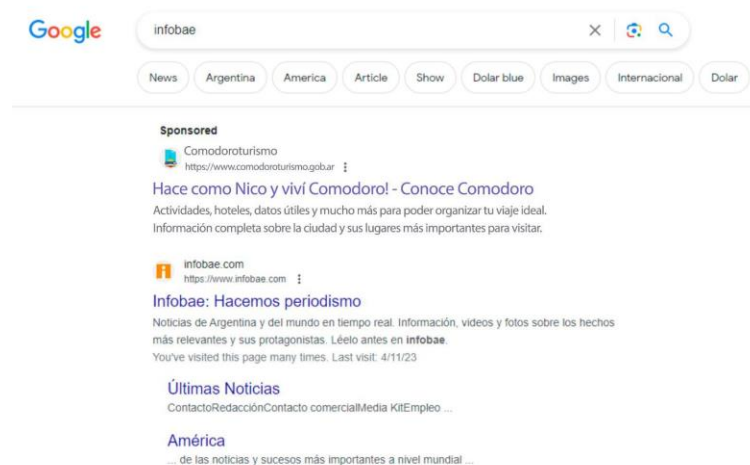 Google
infobae
News Argentina America Article Show Dolar blue Images Internacional Dolar
Sponsored
Comodoroturismo
https://www.comodoroturismo.gob.ar
Hace como Nico y viví Comodoro! - Conoce Comodoro
Actividades, hoteles, datos útiles y mucho más para poder organizar tu viaje ideal.
Información completa sobre la ciudad y sus lugares más importantes para visitar.
infobae.com
https://www.infobae.com
Infobae: Hacemos periodismo
Noticias de Argentina y del mundo en tiempo real. Información, videos y fotos sobre los hechos
más relevantes y sus protagonistas. Léelo antes en infobae.
You've visited this page many times. Last visit: 4/11/23
Últimas Noticias
ContactoRedacciónContacto comercialMedia KitEmpleo ...
América
... de las noticias y sucesos más importantes a nivel mundial ...